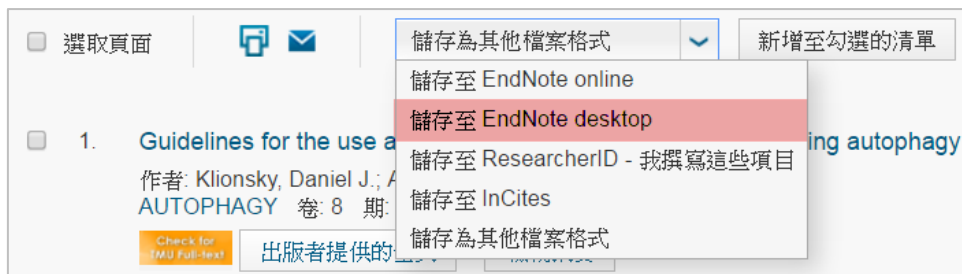 選取頁面
儲存為其他檔案格式
新增至勾選的清單
儲存至 EndNote online
儲存至 EndNote desktop
儲存至 ResearcherID - 我撰寫這些項目
儲存至 InCites
儲存為其他檔案格式
1. Guidelines for the use a ing autophagy
作者: Klionsky, Daniel J.;
AUTOPHAGY 卷: 8 期:
Check for
TMU Full-text
出版者提供的